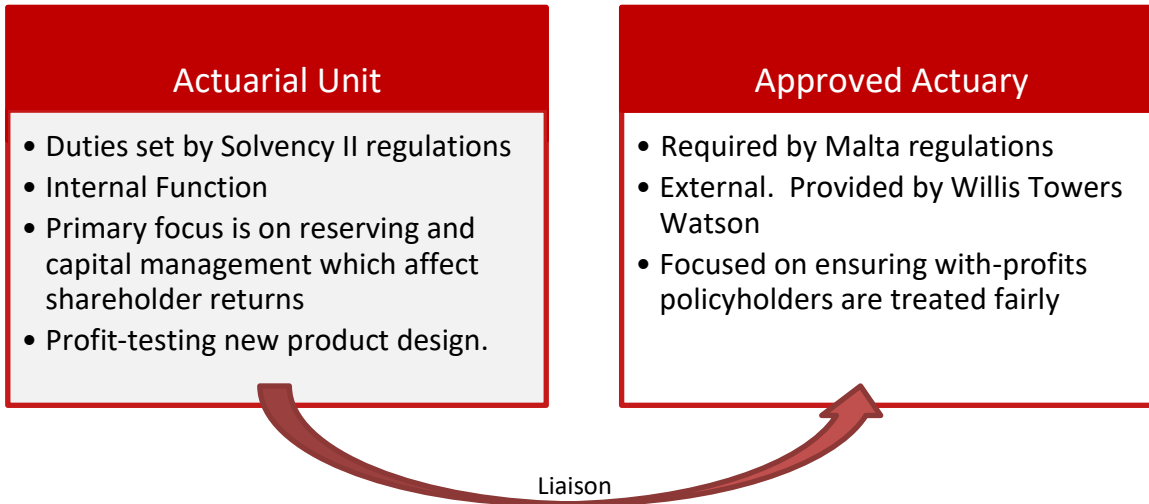 Actuarial Unit
• Duties set by Solvency II regulations
• Internal Function
• Primary focus is on reserving and
capital management which affect
shareholder returns
• Profit-testing new product design.
Approved Actuary
• Required by Malta regulations
• External.  Provided by Willis Towers
Watson
• Focused on ensuring with-profits
policyholders are treated fairly
Liaison